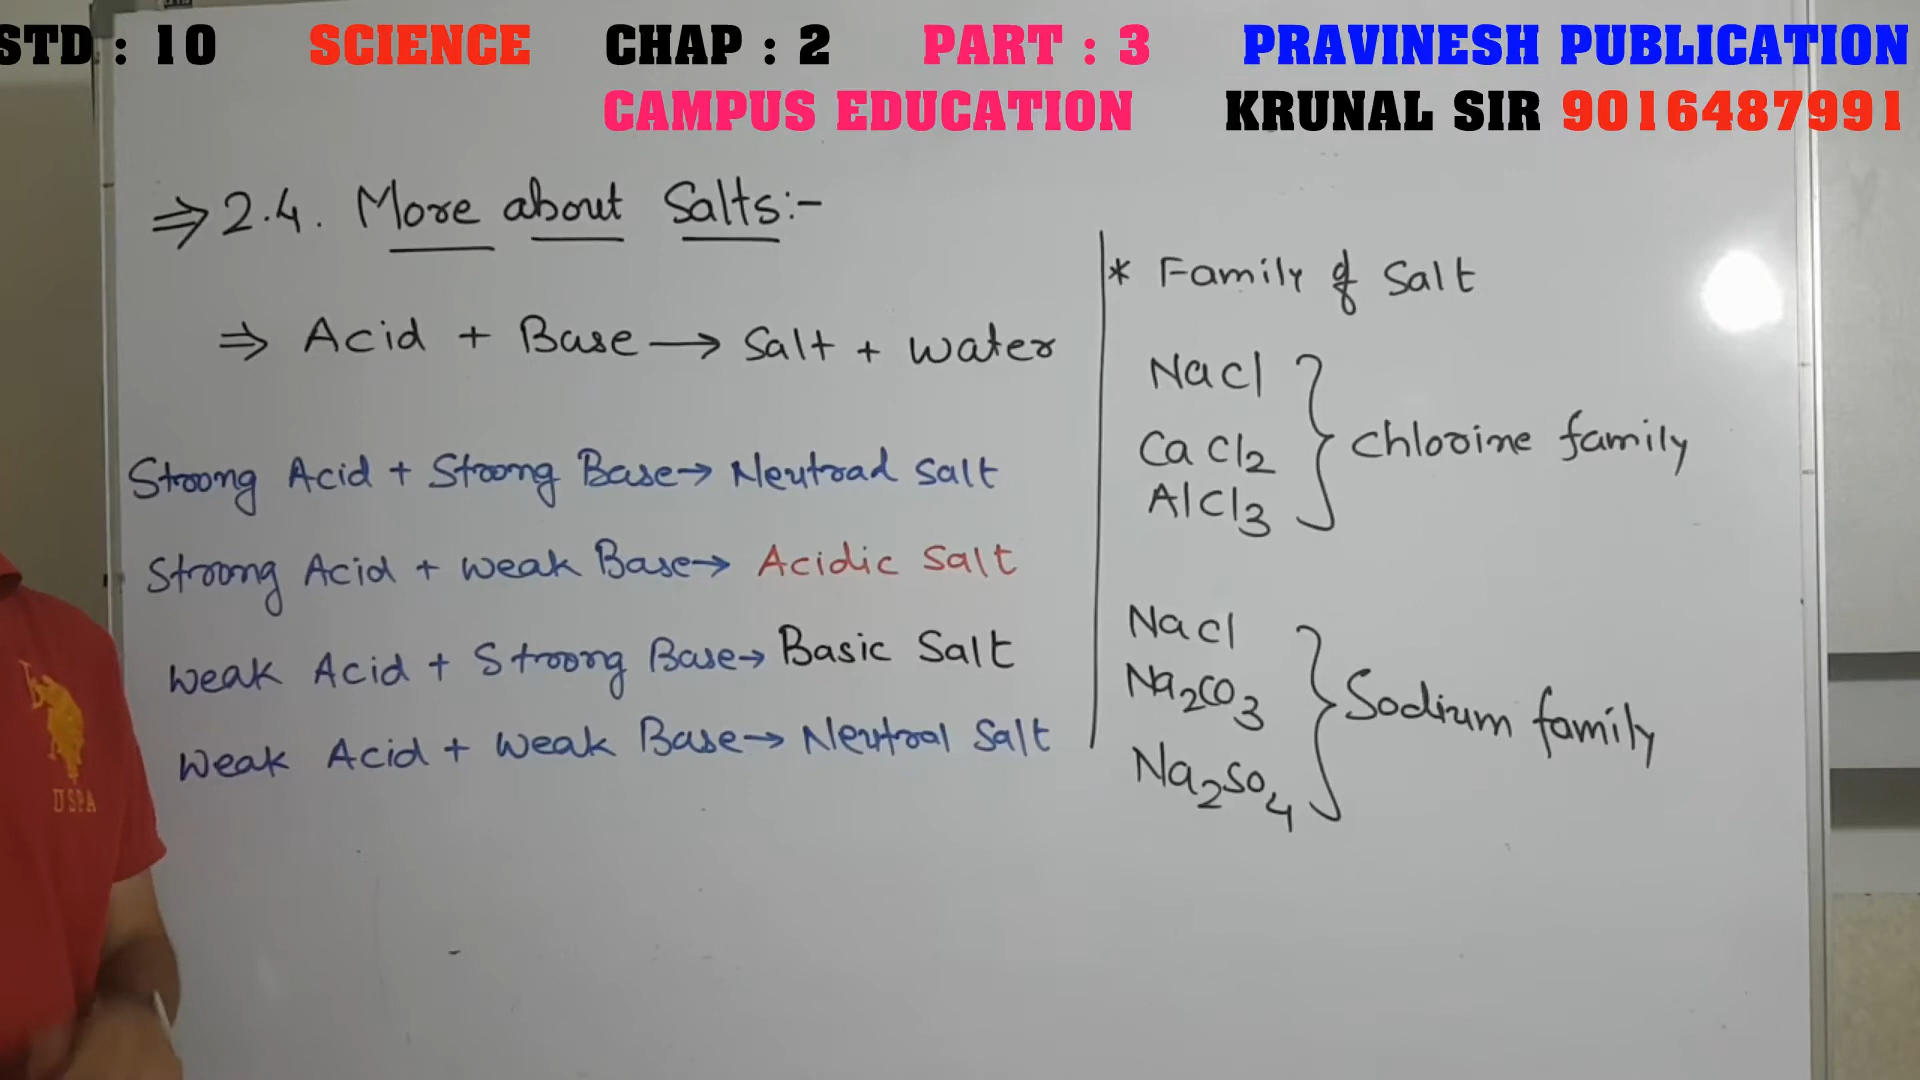 STD : 10 SCIENCE CHAP : 2 PART : 3 PRAVINESH PUBLICATION
CAMPUS EDUCATION KRUNAL SIR 9016487991
⇒ 2.4. More about Salts:-
⇒ Acid + Base → Salt + water
Strong Acid + Strong Base → Neutral Salt
Strong Acid + weak Base → Acidic Salt
weak Acid + Strong Base → Basic Salt
weak Acid + weak Base → Neutral Salt
* Family of Salt
NaCl
CaCl2
AlCl3
Chlorine family
NaCl
Na2CO3
Na2SO4
Sodium family
USPA